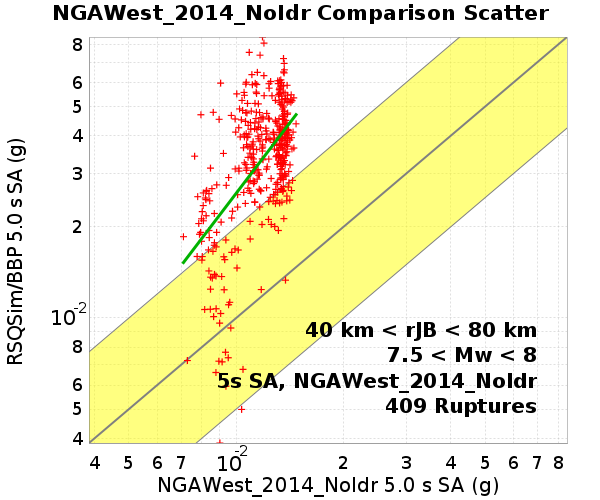 NGAWest_2014_NoIdr Comparison Scatter
RSQSim/BBP 5.0 s SA (g)
8
6
5
4
3
2
10-2
8
6
5
4
40 km < rJB < 80 km
7.5 < Mw < 8
5s SA, NGAWest_2014_NoIdr
409 Ruptures
4 5 6 7 10-2 2 3 4 5 6 7 8
NGAWest_2014_NoIdr 5.0 s SA (g)